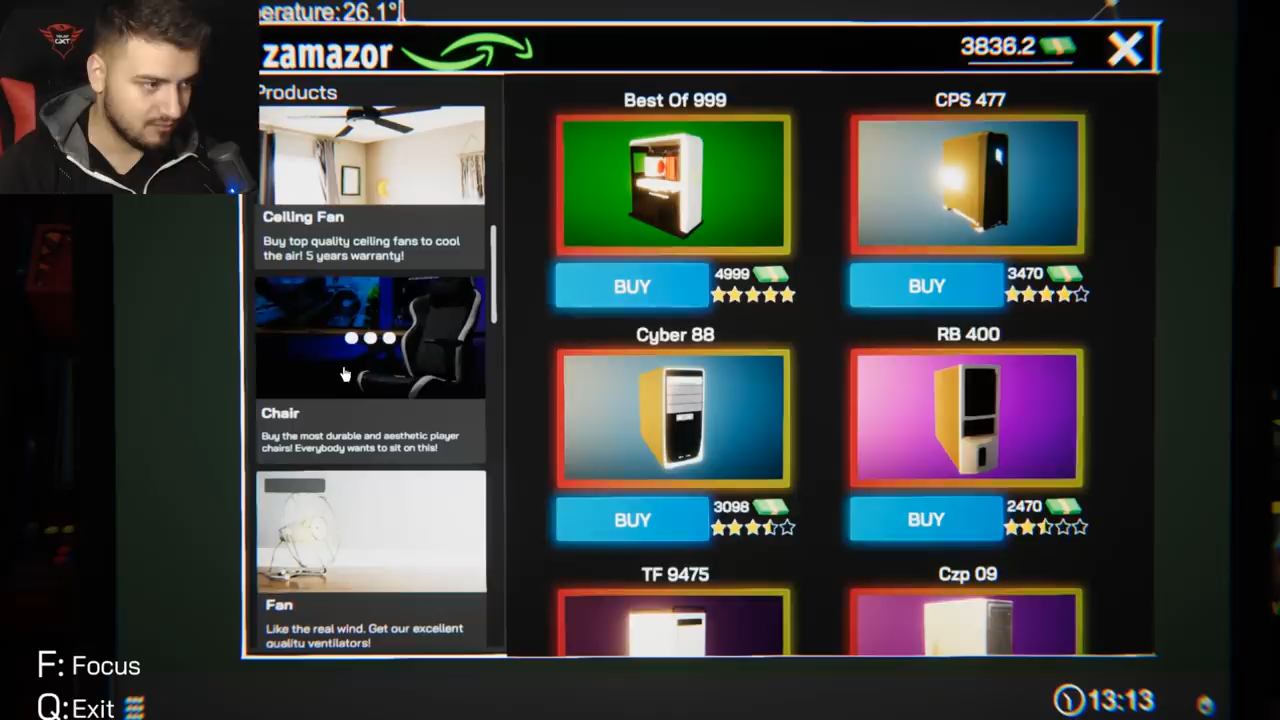 erature: 26.1°
zamazor
3836.2
Products
Ceiling Fan
Buy top quality ceiling fans to cool
the air! 5 years warranty!
Chair
Buy the most durable and aesthetic player
chairs! Everybody wants to sit on this!
Fan
Like the real wind. Get our excellent
quality ventilators!
Best Of 999
BUY
4999
CPS 477
BUY
3470
Cyber 88
BUY
3098
RB 400
BUY
2470
TF 9475
Czp 09
F: Focus
Q: Exit
13:13